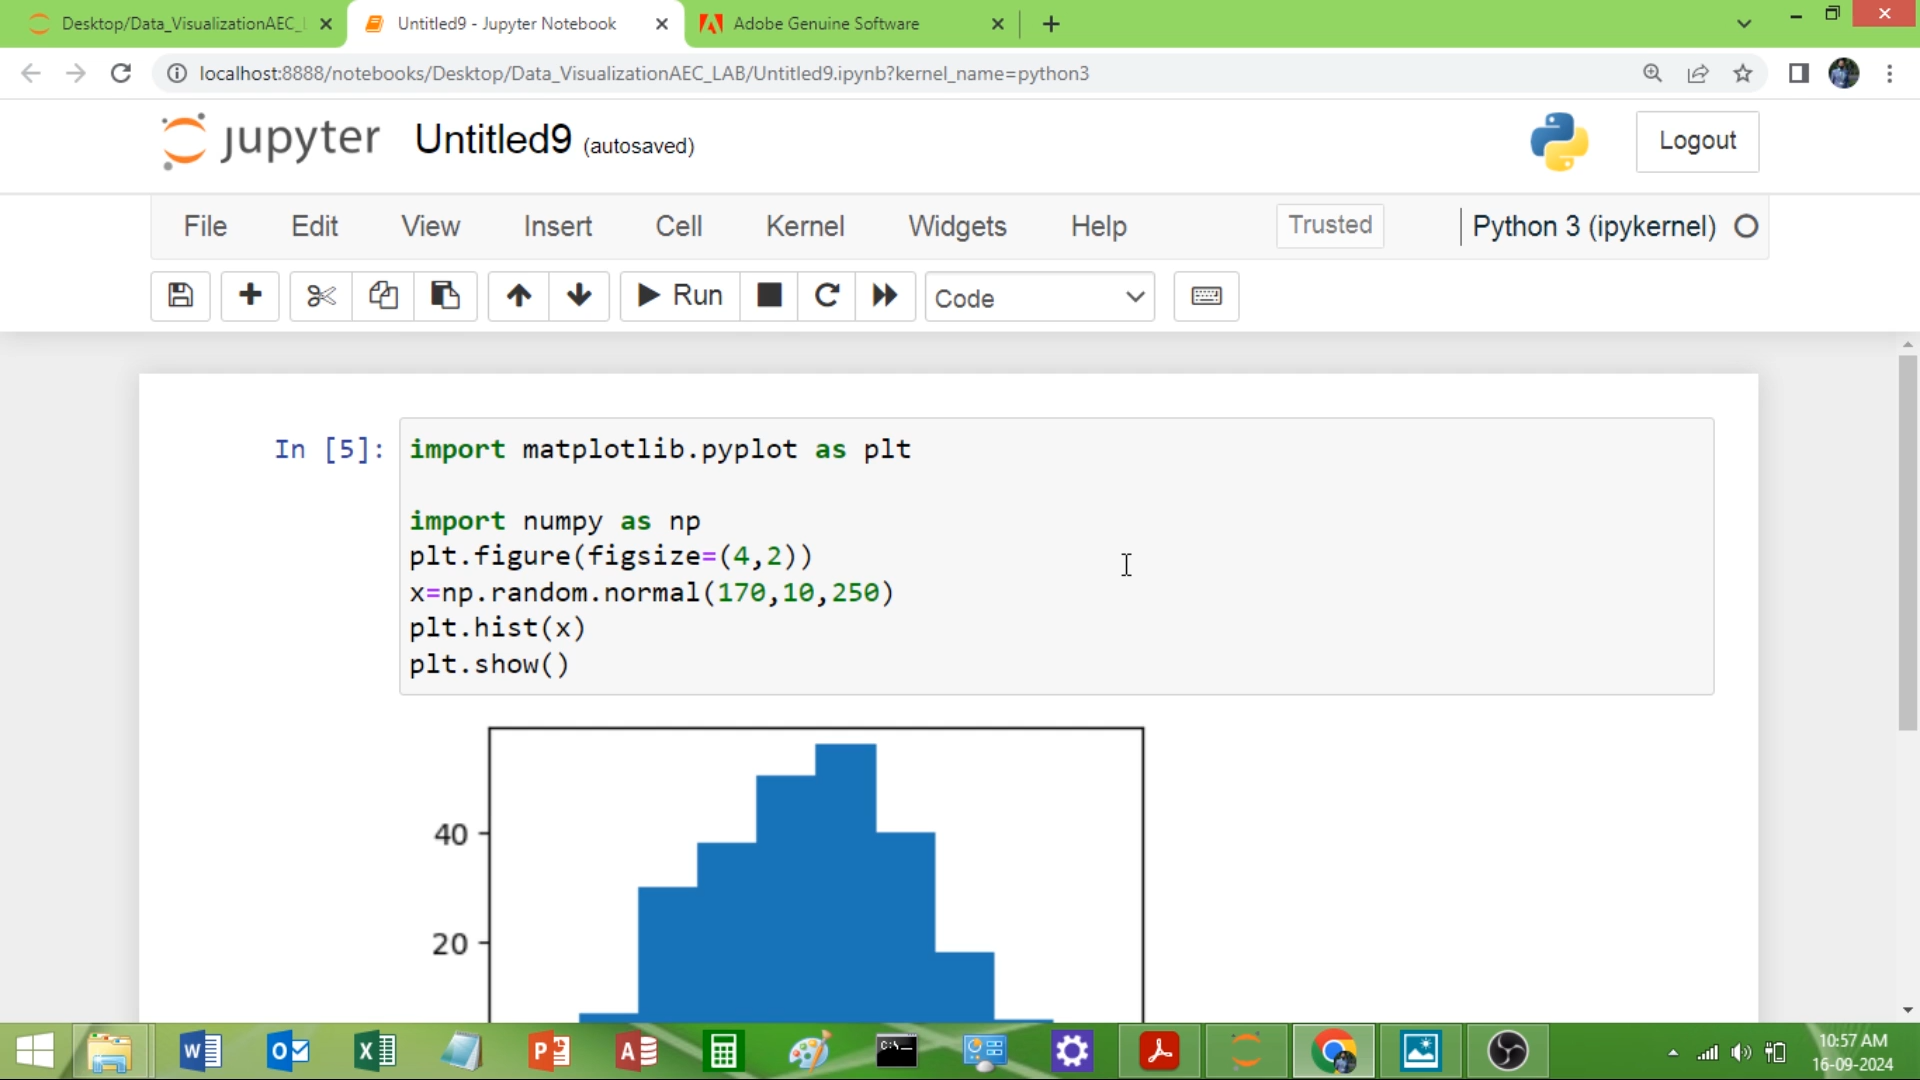 Desktop/Data_VisualizationAEC_
Untitled9 - Jupyter Notebook
Adobe Genuine Software
localhost:8888/notebooks/Desktop/Data_VisualizationAEC_LAB/Untitled9.ipynb?kernel_name=python3
jupyter Untitled9 (autosaved)
Logout
File Edit View Insert Cell Kernel Widgets Help Trusted Python 3 (ipykernel)
Run Code
In [5]: import matplotlib.pyplot as plt
import numpy as np
plt.figure(figsize=(4,2))
x=np.random.normal(170,10,250)
plt.hist(x)
plt.show()
40
20
10:57 AM
16-09-2024